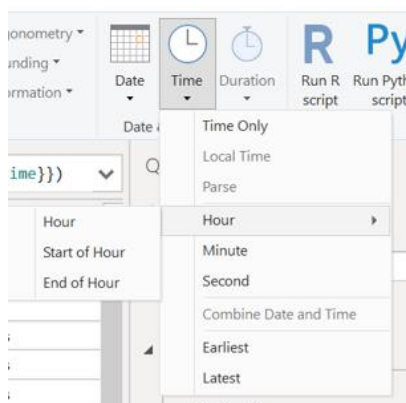 gonometry
unding
ormation
Date
Time
Duration
Run R
script
Run Pyth
script
Date &
Time Only
Local Time
Parse
Hour
Minute
Second
Combine Date and Time
Earliest
Latest
ime}})
Q
Hour
Start of Hour
End of Hour
R
Py
s
s
s